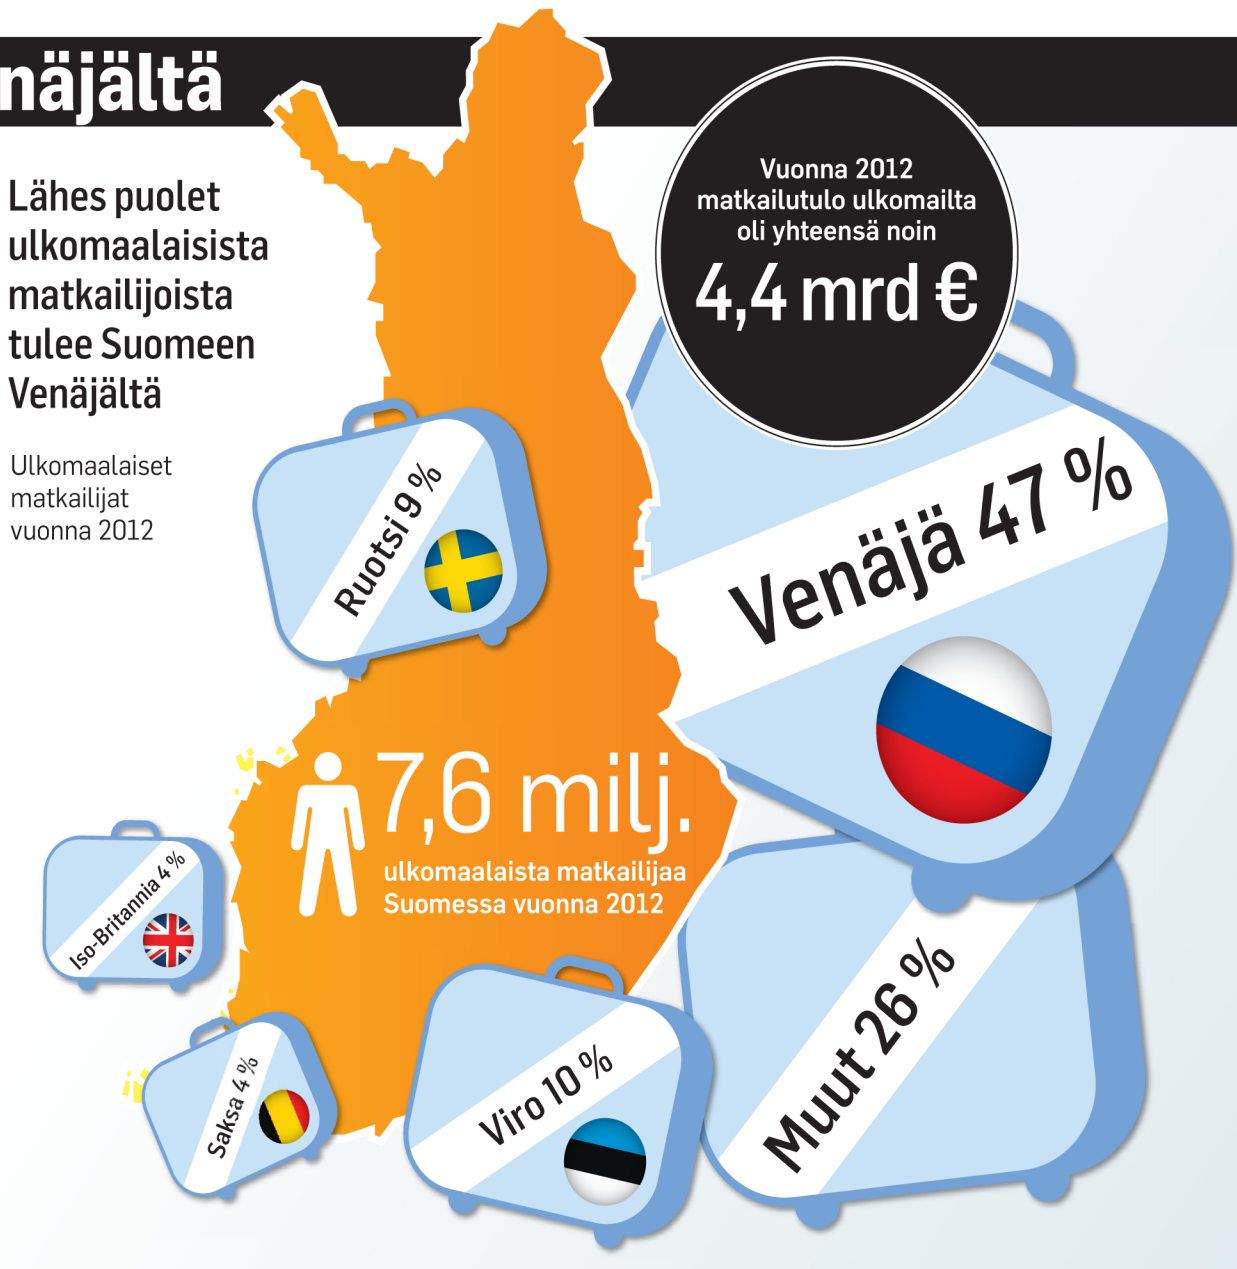 näjältä
Lähes puolet
ulkomaalaisista
matkailijoista
tulee Suomeen
Venäjältä
Ulkomaalaiset
matkailijat
vuonna 2012
Vuonna 2012
matkailutulo ulkomailta
oli yhteensä noin
4,4 mrd €
Ruotsi 9 %
Venäjä 47 %
7,6 milj.
ulkomaalaista matkailijaa
Suomessa vuonna 2012
Iso-Britannia 4 %
Saksa 4 %
Viro 10 %
Muut 26 %